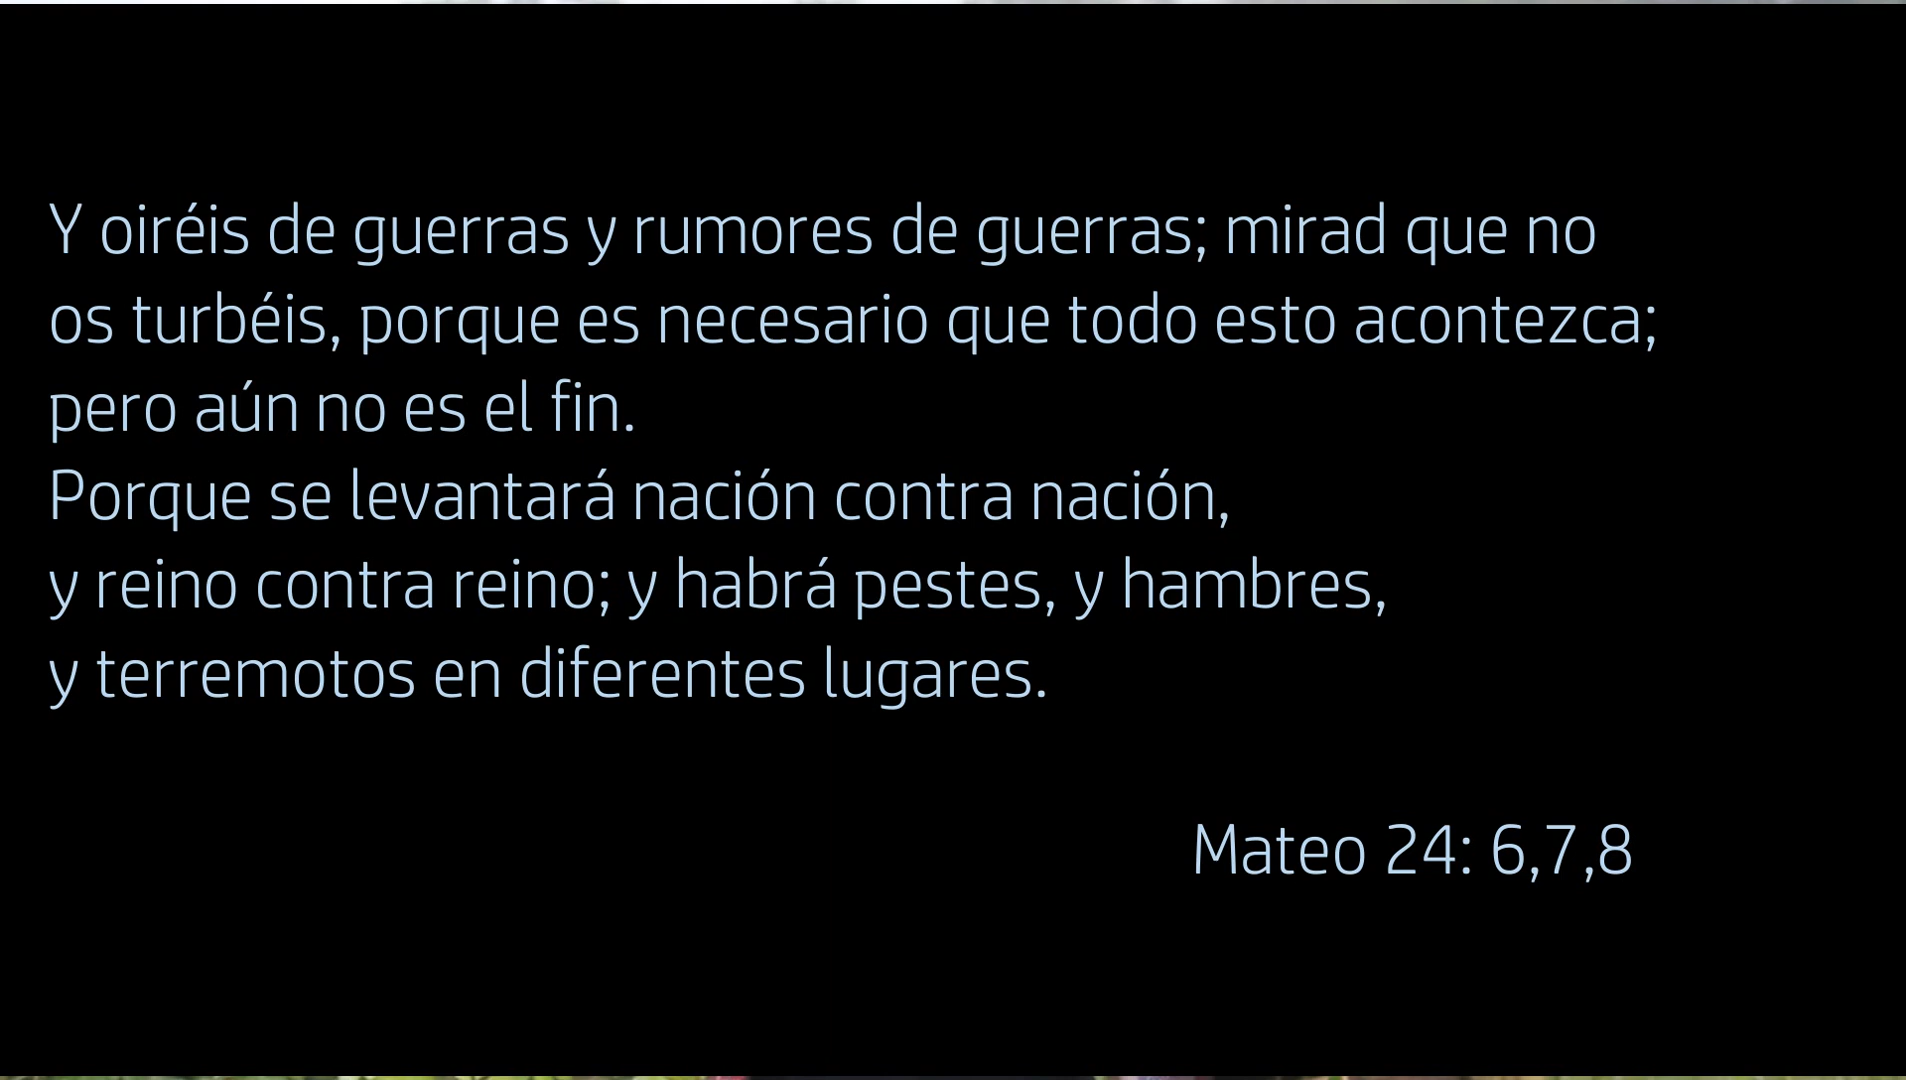 Y oiréis de guerras y rumores de guerras; mirad que no
os turbéis, porque es necesario que todo esto acontezca;
pero aún no es el fin.
Porque se levantará nación contra nación,
y reino contra reino; y habrá pestes, y hambres,
y terremotos en diferentes lugares.
Mateo 24: 6,7,8